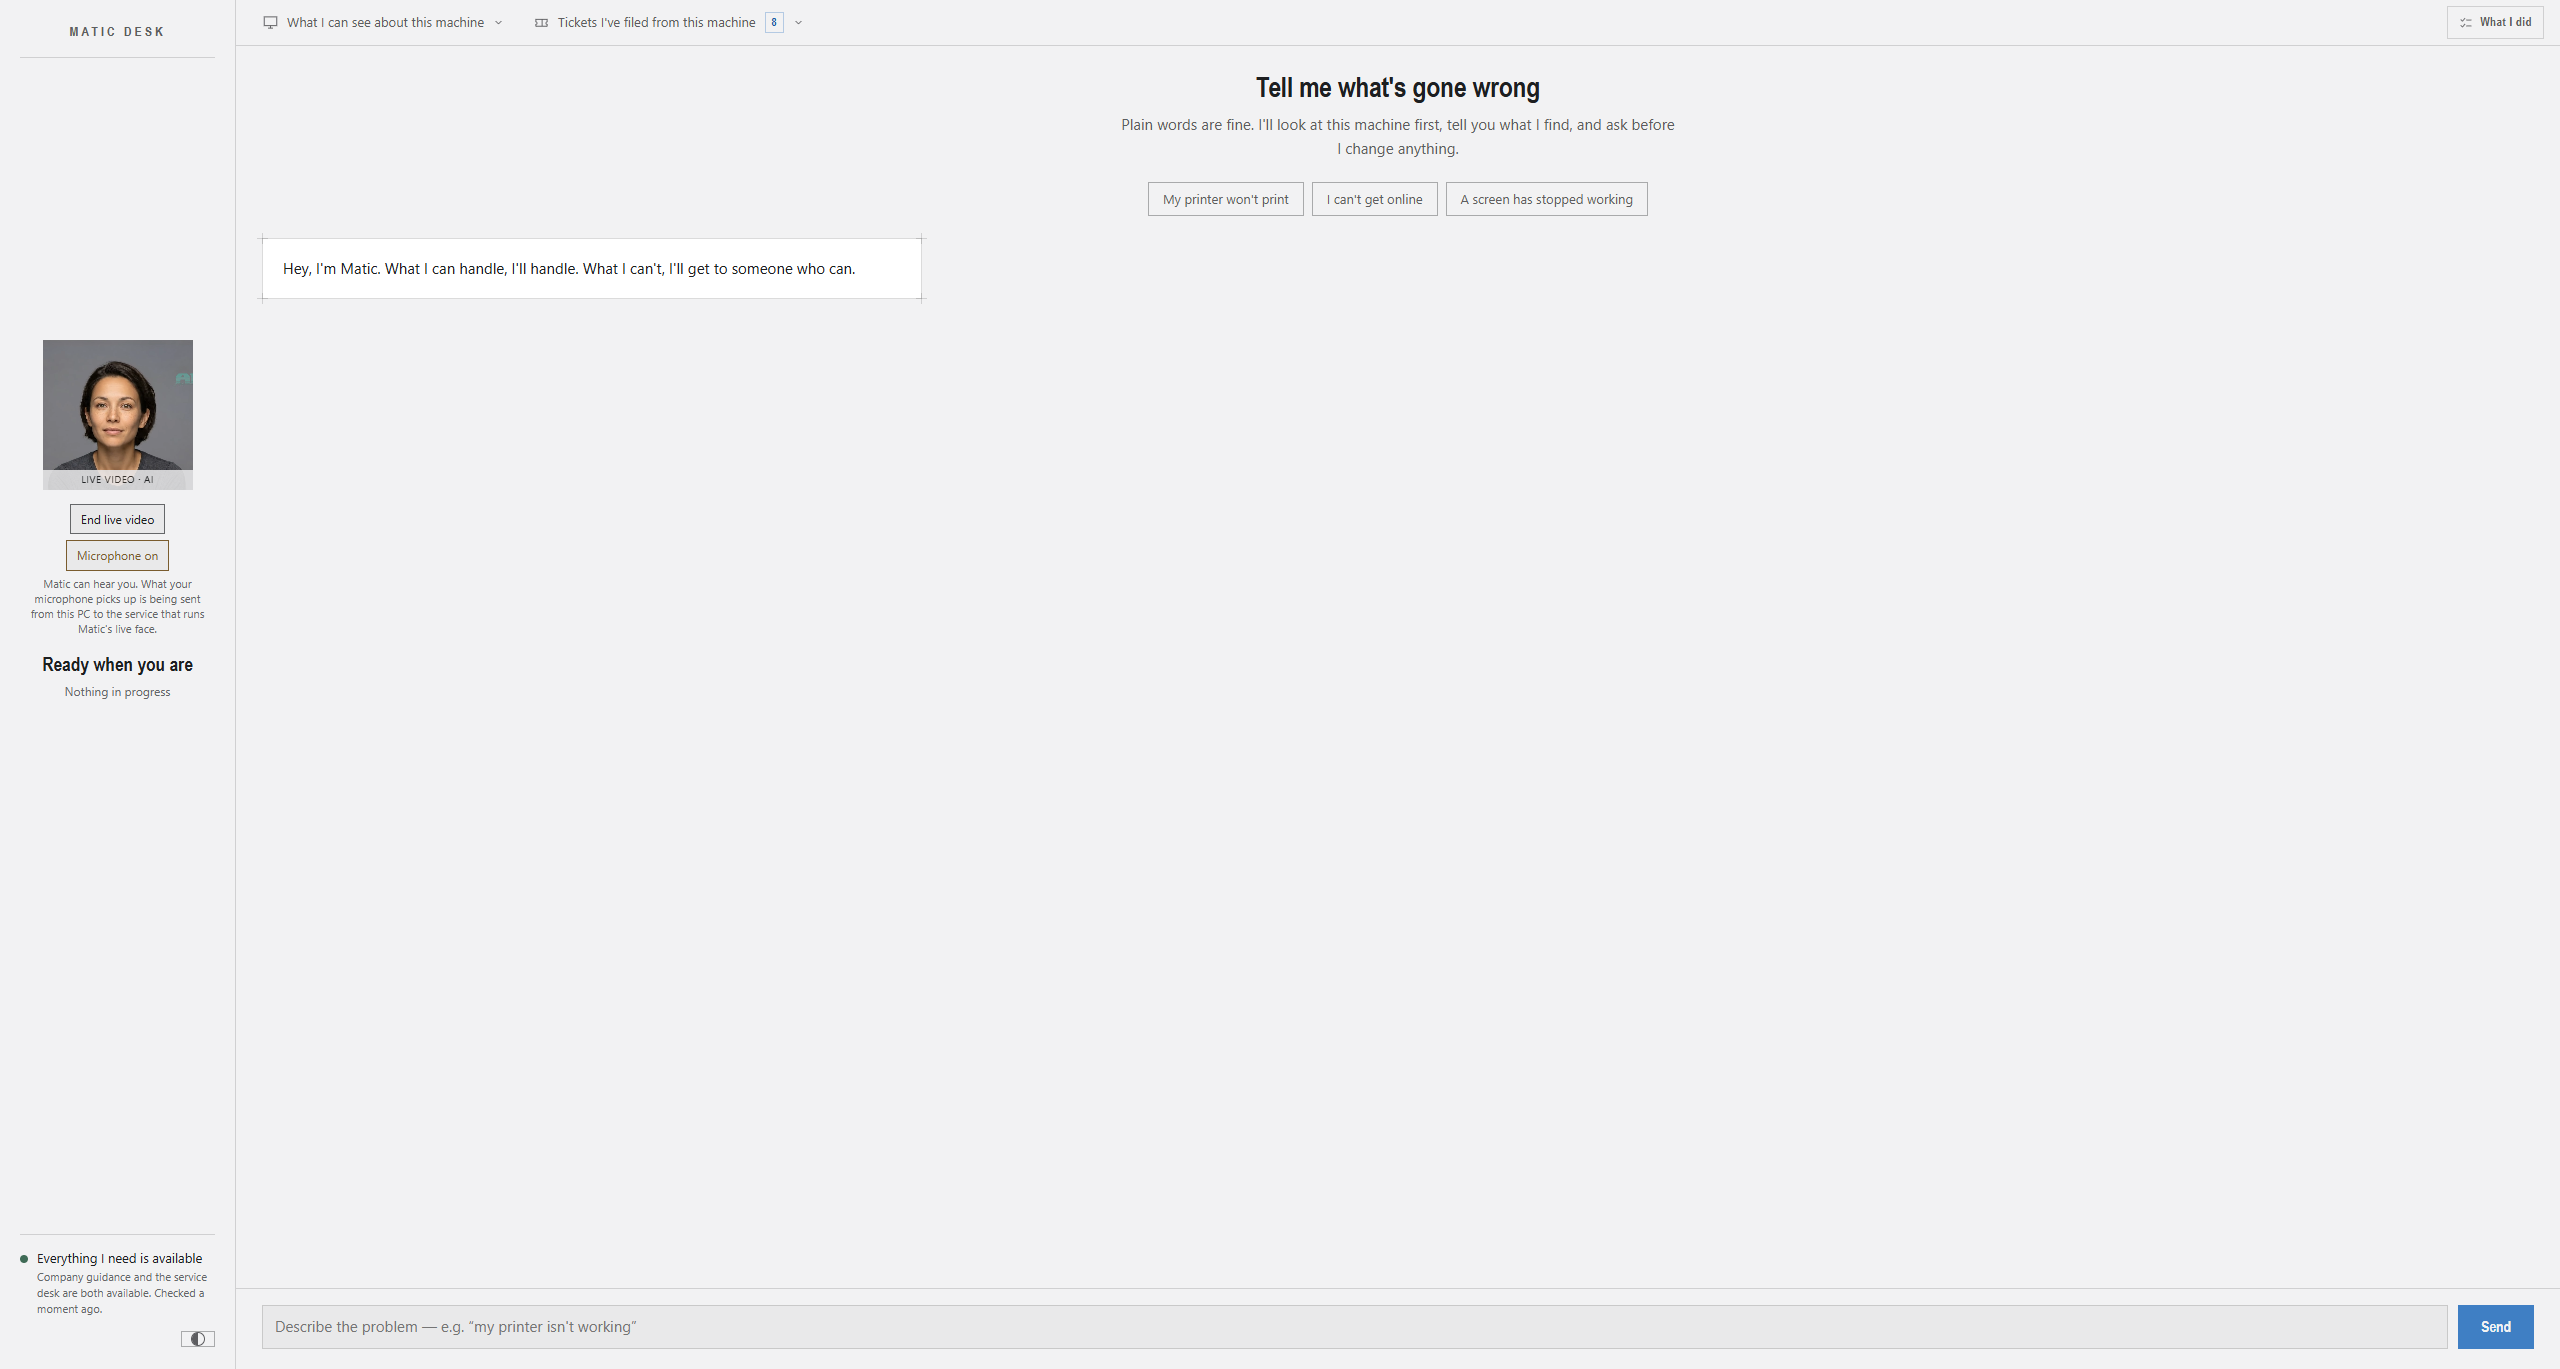 MATIC DESK
What I can see about this machine
Tickets I've filed from this machine 8
What I did
Tell me what's gone wrong
Plain words are fine. I'll look at this machine first, tell you what I find, and ask before
I change anything.
My printer won't print
I can't get online
A screen has stopped working
Hey, I'm Matic. What I can handle, I'll handle. What I can't, I'll get to someone who can.
LIVE VIDEO · AI
End live video
Microphone on
Matic can hear you. What your
microphone picks up is being sent
from this PC to the service that runs
Matic's live face.
Ready when you are
Nothing in progress
Everything I need is available
Company guidance and the service
desk are both available. Checked a
moment ago.
Describe the problem — e.g. “my printer isn't working”
Send